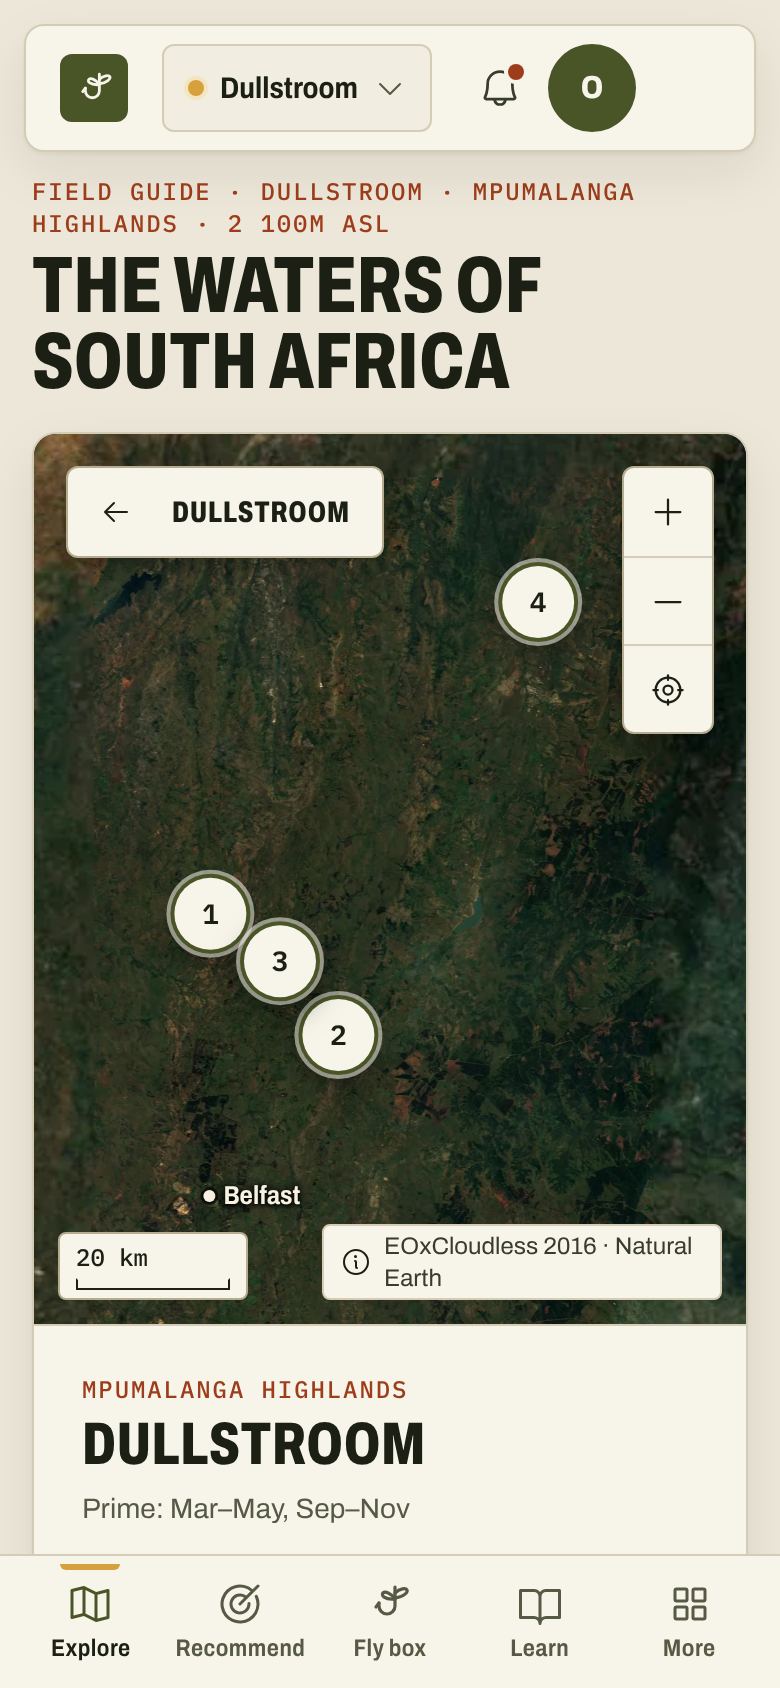 Dullstroom
O
FIELD GUIDE · DULLSTROOM · MPUMALANGA
HIGHLANDS · 2 100M ASL
THE WATERS OF
SOUTH AFRICA
DULLSTROOM
4
1
3
2
Belfast
20 km
EOxCloudless 2016 · Natural
Earth
MPUMALANGA HIGHLANDS
DULLSTROOM
Prime: Mar–May, Sep–Nov
Explore
Recommend
Fly box
Learn
More